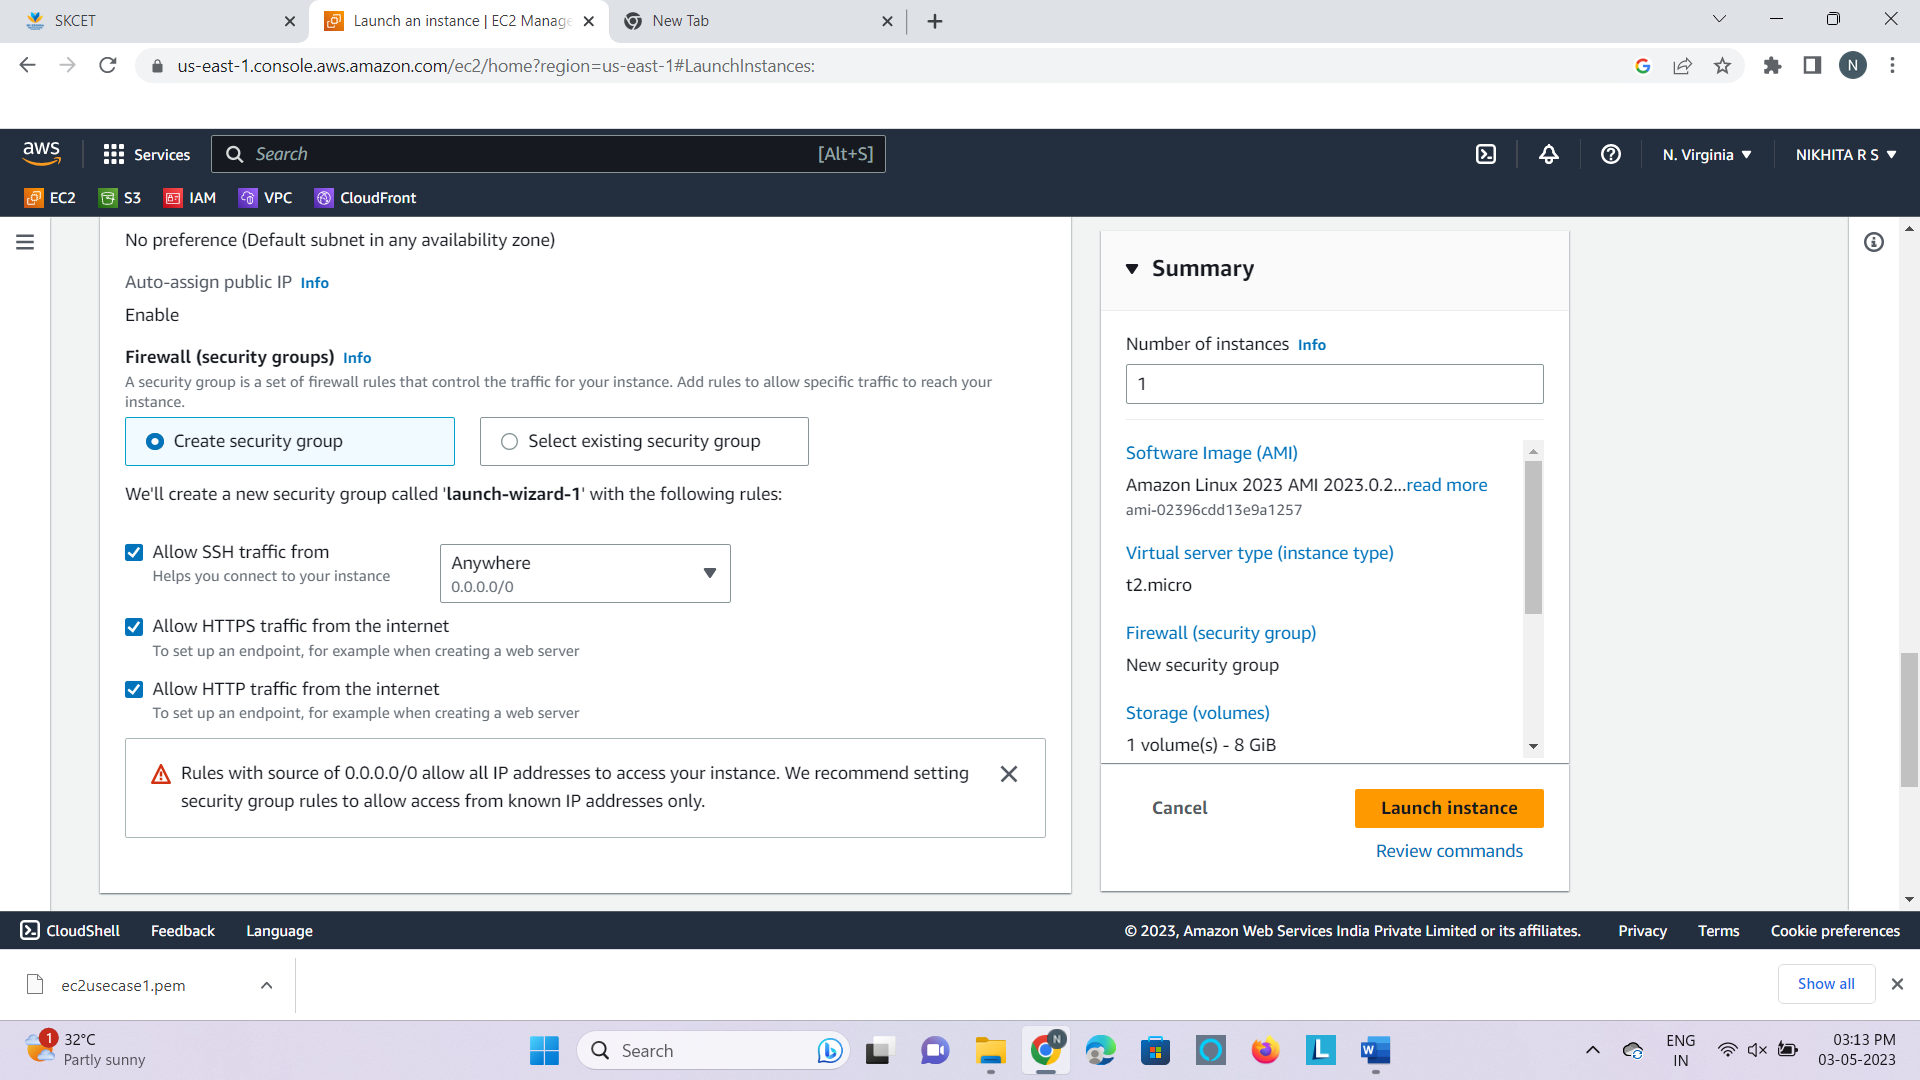 SKCET
Launch an instance | EC2 Manage
New Tab
us-east-1.console.aws.amazon.com/ec2/home?region=us-east-1#LaunchInstances:
N
aws
Services
Search
[Alt+S]
N. Virginia
NIKHITA R S
EC2
S3
IAM
VPC
CloudFront
No preference (Default subnet in any availability zone)
Auto-assign public IP Info
Enable
Firewall (security groups) Info
A security group is a set of firewall rules that control the traffic for your instance. Add rules to allow specific traffic to reach your
instance.
Create security group
Select existing security group
We'll create a new security group called 'launch-wizard-1' with the following rules:
Allow SSH traffic from
Helps you connect to your instance
Anywhere
0.0.0.0/0
Allow HTTPS traffic from the internet
To set up an endpoint, for example when creating a web server
Allow HTTP traffic from the internet
To set up an endpoint, for example when creating a web server
Rules with source of 0.0.0.0/0 allow all IP addresses to access your instance. We recommend setting
security group rules to allow access from known IP addresses only.
Summary
Number of instances Info
1
Software Image (AMI)
Amazon Linux 2023 AMI 2023.0.2...read more
ami-02396cdd13e9a1257
Virtual server type (instance type)
t2.micro
Firewall (security group)
New security group
Storage (volumes)
1 volume(s) - 8 GiB
Cancel
Launch instance
Review commands
CloudShell
Feedback
Language
© 2023, Amazon Web Services India Private Limited or its affiliates.
Privacy
Terms
Cookie preferences
ec2usecase1.pem
Show all
1
32°C
Partly sunny
Search
N
L
W
ENG
IN
03:13 PM
03-05-2023